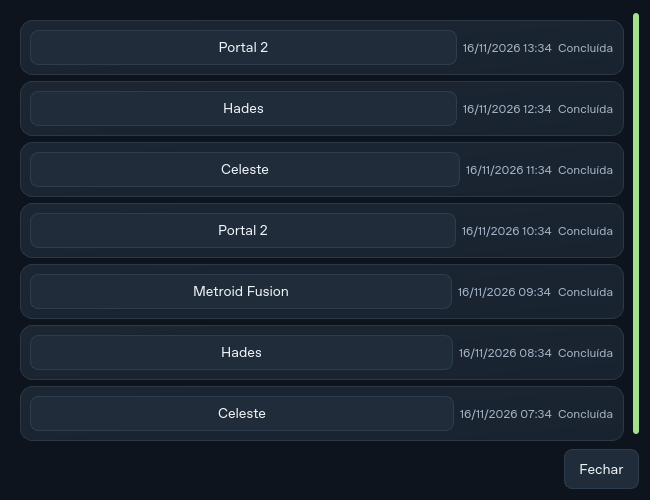 Portal 2 16/11/2026 13:34 Concluída
Hades 16/11/2026 12:34 Concluída
Celeste 16/11/2026 11:34 Concluída
Portal 2 16/11/2026 10:34 Concluída
Metroid Fusion 16/11/2026 09:34 Concluída
Hades 16/11/2026 08:34 Concluída
Celeste 16/11/2026 07:34 Concluída
Fechar